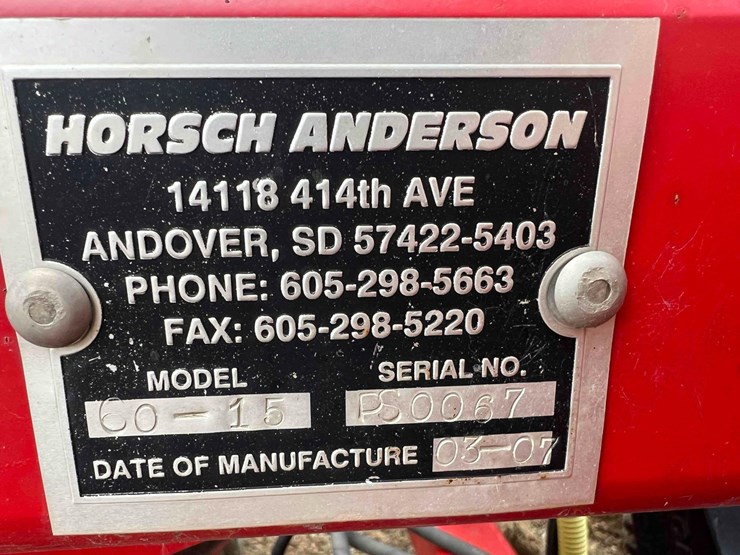 HORSCH ANDERSON
14118 414th AVE
ANDOVER, SD 57422-5403
PHONE: 605-298-5663
FAX: 605-298-5220
MODEL SERIAL NO.
60-15 PS0067
DATE OF MANUFACTURE 03-07